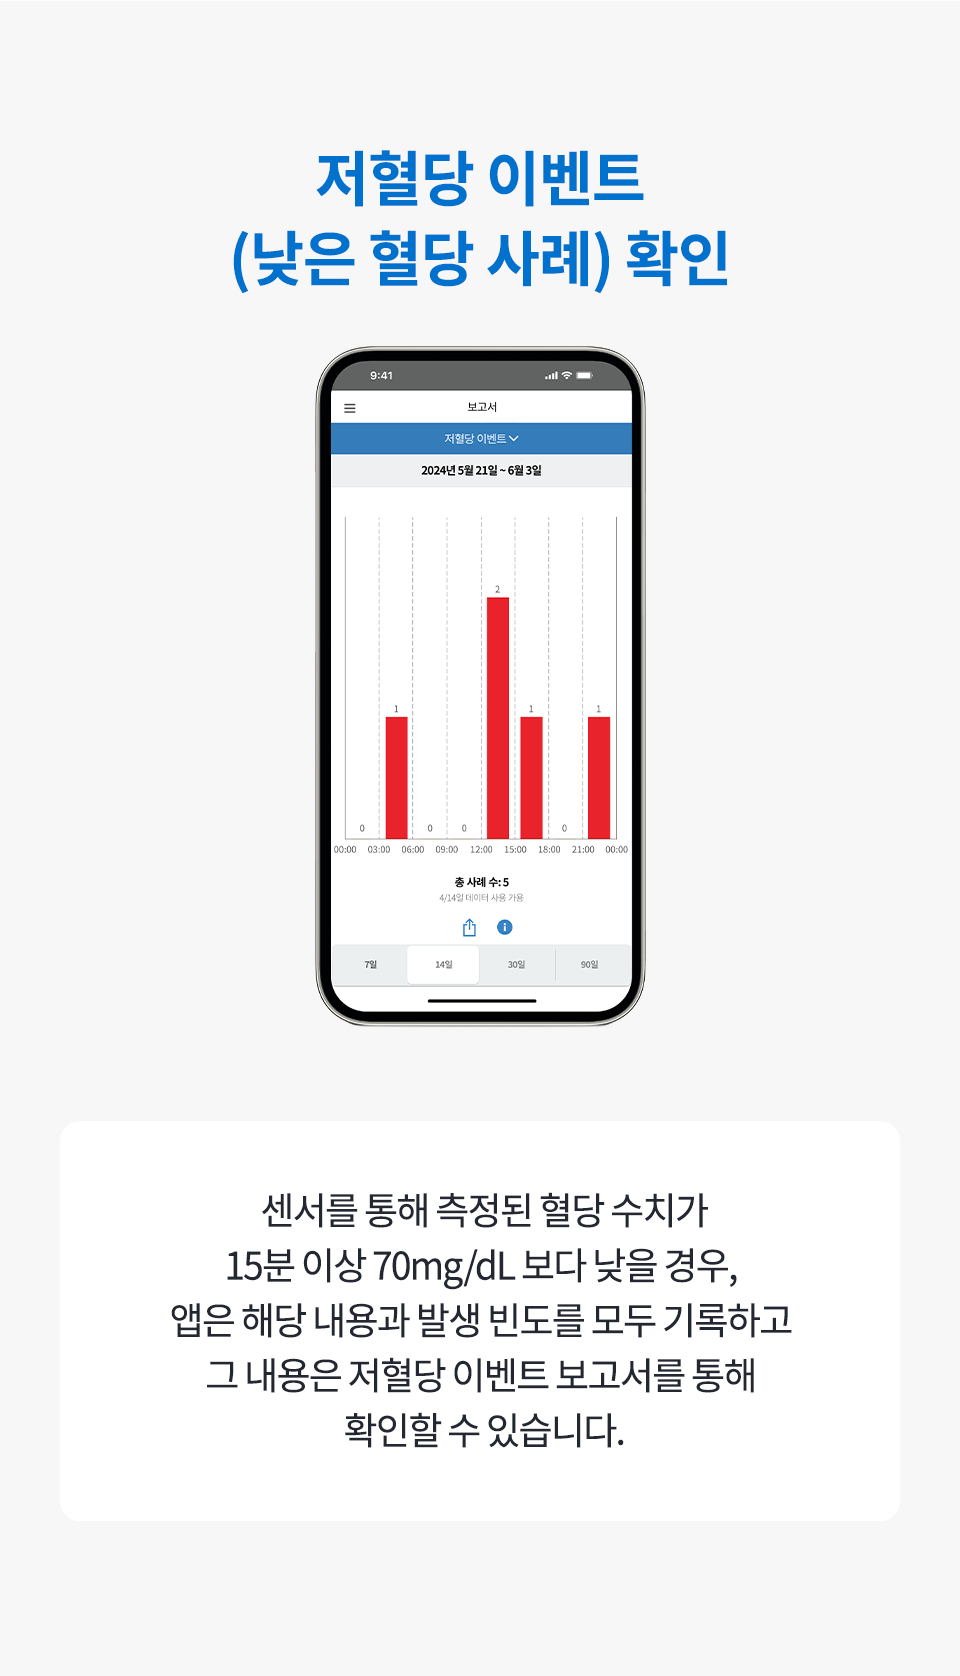 저혈당 이벤트
(낮은 혈당 사례) 확인
9:41
보고서
저혈당 이벤트
2024년 5월 21일 ~ 6월 3일
2
1 1 1
0 0 0 0
00:00 03:00 06:00 09:00 12:00 15:00 18:00 21:00 00:00
총 사례 수: 5
4/14일 데이터 사용 가용
7일 14일 30일 90일
센서를 통해 측정된 혈당 수치가
15분 이상 70mg/dL 보다 낮을 경우,
앱은 해당 내용과 발생 빈도를 모두 기록하고
그 내용은 저혈당 이벤트 보고서를 통해
확인할 수 있습니다.